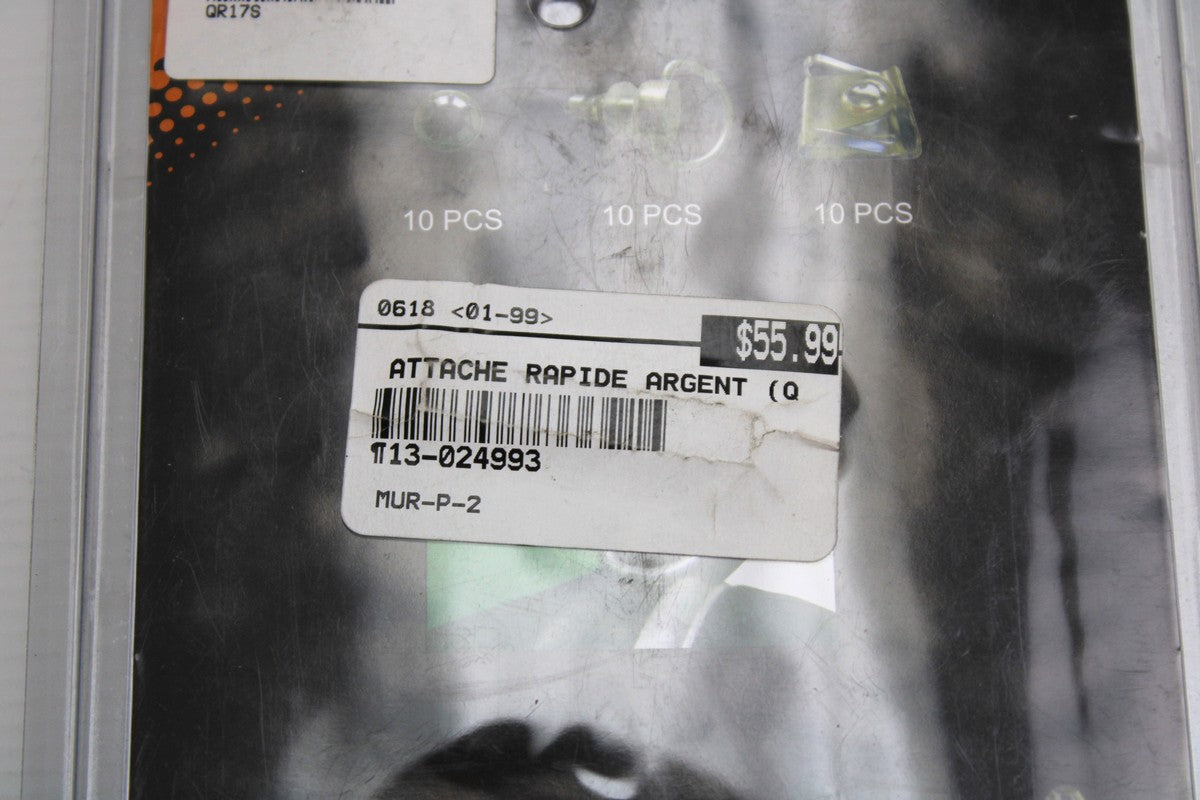 QR17S
10 PCS 10 PCS 10 PCS
0618 <01-99>
$55.99
ATTACHE RAPIDE ARGENT (Q
¶13-024993
MUR-P-2